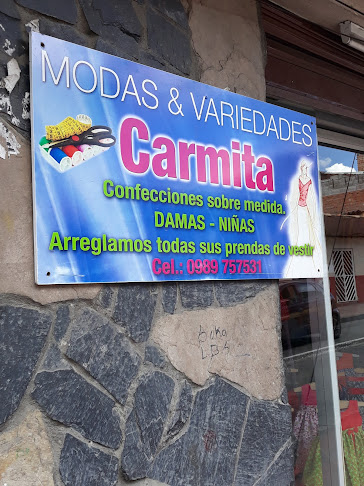 MODAS & VARIEDADES
Carmita
Confecciones sobre medida.
DAMAS - NIÑAS
Arreglamos todas sus prendas de vestir
Cel.: 0989 757531